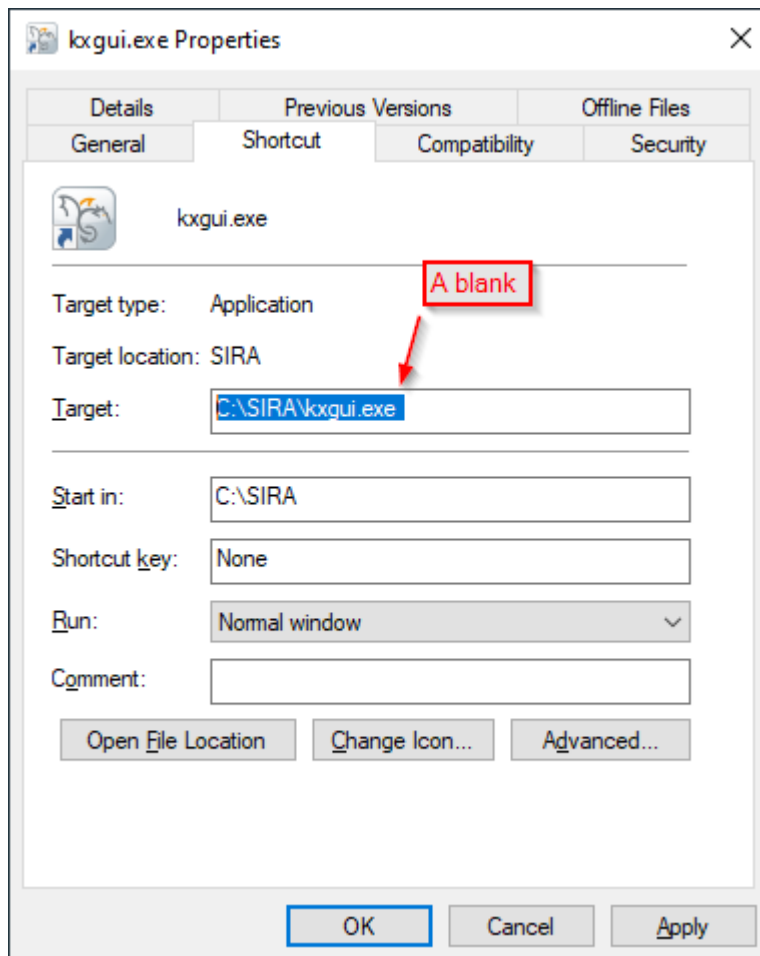 kxgui.exe Properties
Details Previous Versions Offline Files
General Shortcut Compatibility Security
kxgui.exe
A blank
Target type: Application
Target location: SIRA
Target: C:\SIRA\kxgui.exe
Start in: C:\SIRA
Shortcut key: None
Run: Normal window
Comment:
Open File Location Change Icon... Advanced...
OK Cancel Apply